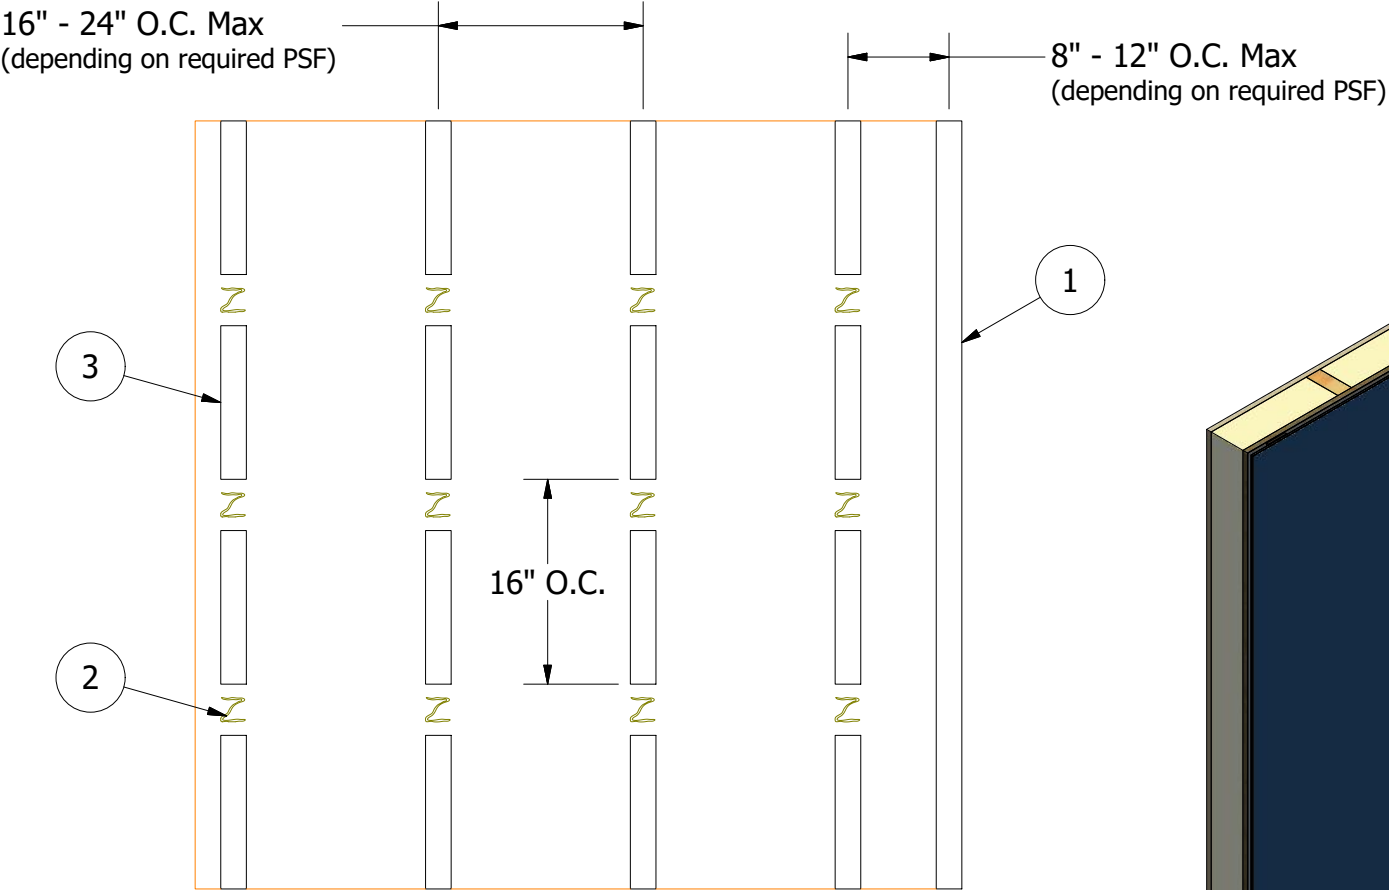 16" - 24" O.C. Max
(depending on required PSF)
8" - 12" O.C. Max
(depending on required PSF)
1
3
16" O.C.
2